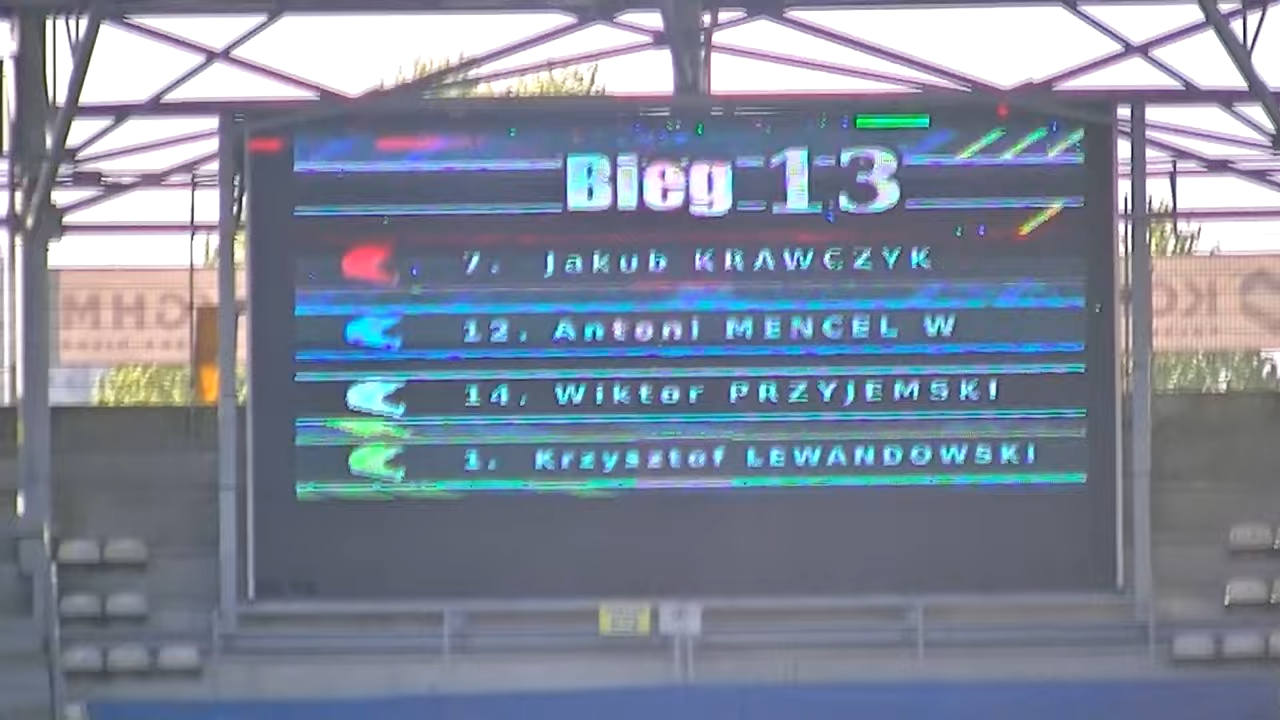 Bieg 13
7. Jakub KRAWCZYK
12. Antoni MENCEL W
14. Wiktor PRZYJEMSKI
1. Krzysztof LEWANDOWSKI